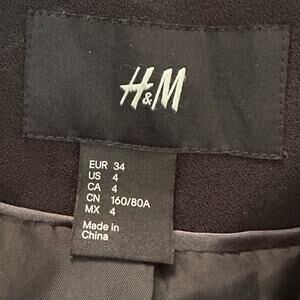 H&M
EUR 34
US 4
CA 4
CN 160/80A
MX 4
Made in
China